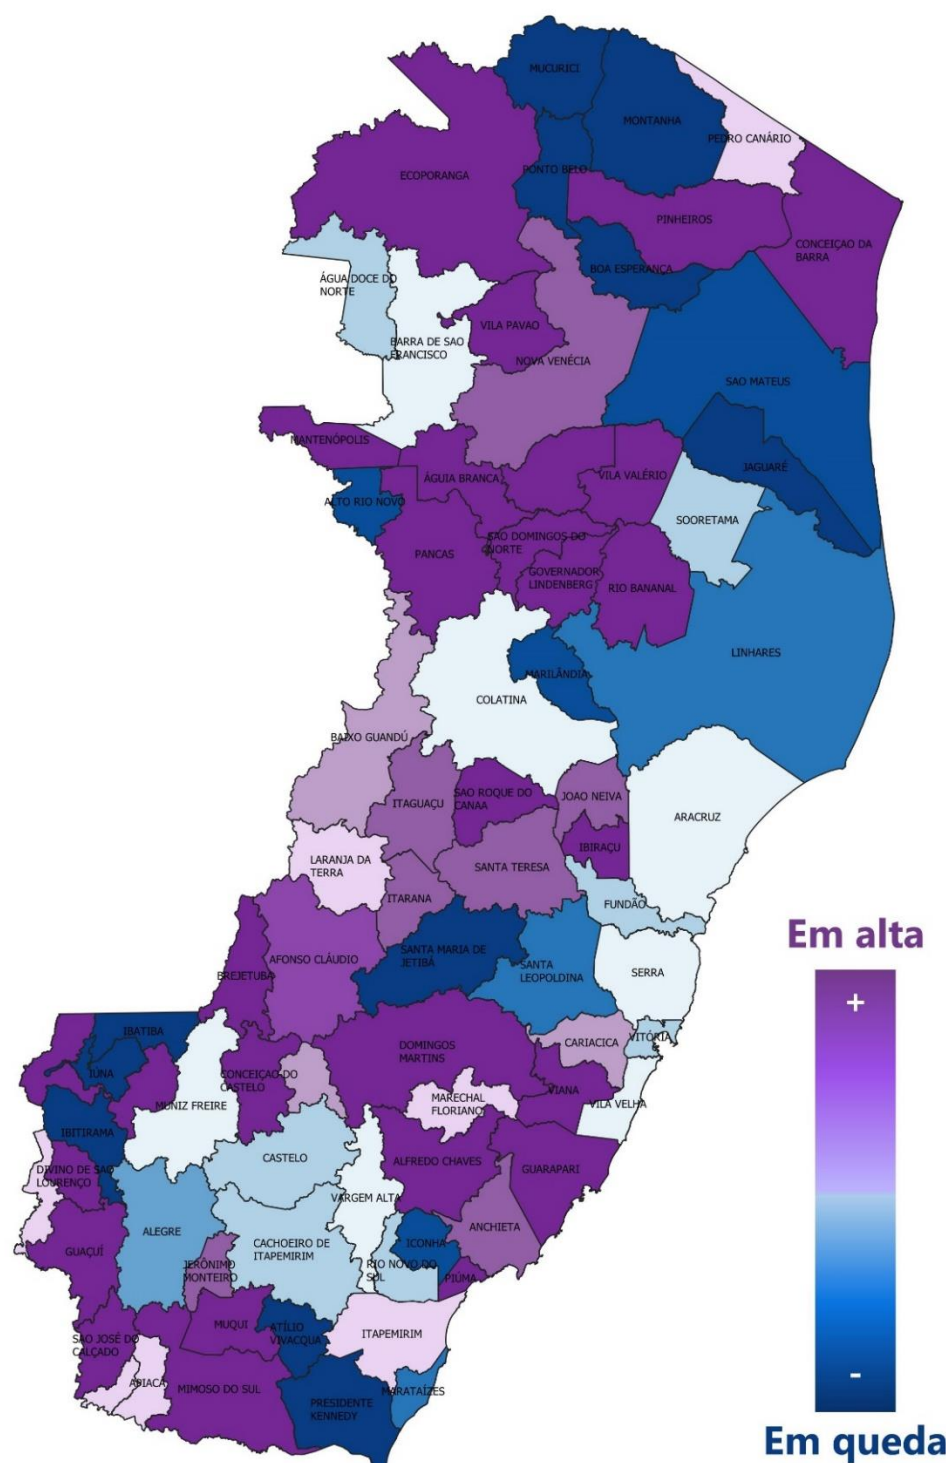 MUCURICI
MONTANHA
PEDRO CANÁRIO
ECOPORANGA
PONTO BELO
PINHEIROS
CONCEIÇAO DA
BARRA
BOA ESPERANÇA
ÁGUA DOCE DO
NORTE
VILA PAVAO
BARRA DE SAO
FRANCISCO
NOVA VENÉCIA
SAO MATEUS
MANTENÓPOLIS
ÁGUIA BRANCA
VILA VALÉRIO
JAGUARÉ
ALTO RIO NOVO
SOORETAMA
SAO DOMINGOS DO
NORTE
PANCAS
GOVERNADOR
LINDENBERG
RIO BANANAL
LINHARES
MARILÂNDIA
COLATINA
BAIXO GUANDÚ
ITAGUAÇU
SAO ROQUE DO
CANAA
JOAO NEIVA
ARACRUZ
IBIRAÇU
LARANJA DA
TERRA
SANTA TERESA
ITARANA
FUNDÃO
Em alta
AFONSO CLÁUDIO
SANTA MARIA DE
JETIBÁ
SANTA
LEOPOLDINA
SERRA
BREJETUBA
+
IBATIBA
DOMINGOS
MARTINS
CARIACICA
VITÓRIA
IÚNA
CONCEIÇAO DO
CASTELO
MARECHAL
FLORIANO
VIANA
MUNIZ FREIRE
VILA VELHA
IBITIRAMA
CASTELO
ALFREDO CHAVES
GUARAPARI
DIVINO DE SAO
LOURENÇO
VARGEM ALTA
ALEGRE
ANCHIETA
CACHOEIRO DE
ITAPEMIRIM
ICONHA
GUAÇUÍ
JERÔNIMO
MONTEIRO
RIO NOVO DO
SUL
PIÚMA
MUQUI
ATÍLIO
VIVACQUA
ITAPEMIRIM
SAO JOSÉ DO
CALÇADO
APIACÁ
MIMOSO DO SUL
MARATAÍZES
PRESIDENTE
KENNEDY
-
Em queda